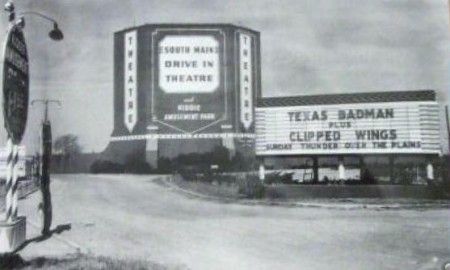 THEATRE
SOUTH MAIN
DRIVE IN
THEATRE
and
KIDDIE
AMUSEMENT PARK
THEATRE
TEXAS BADMAN
PLUS
CLIPPED WINGS
SUNDAY THUNDER OVER THE PLAINS